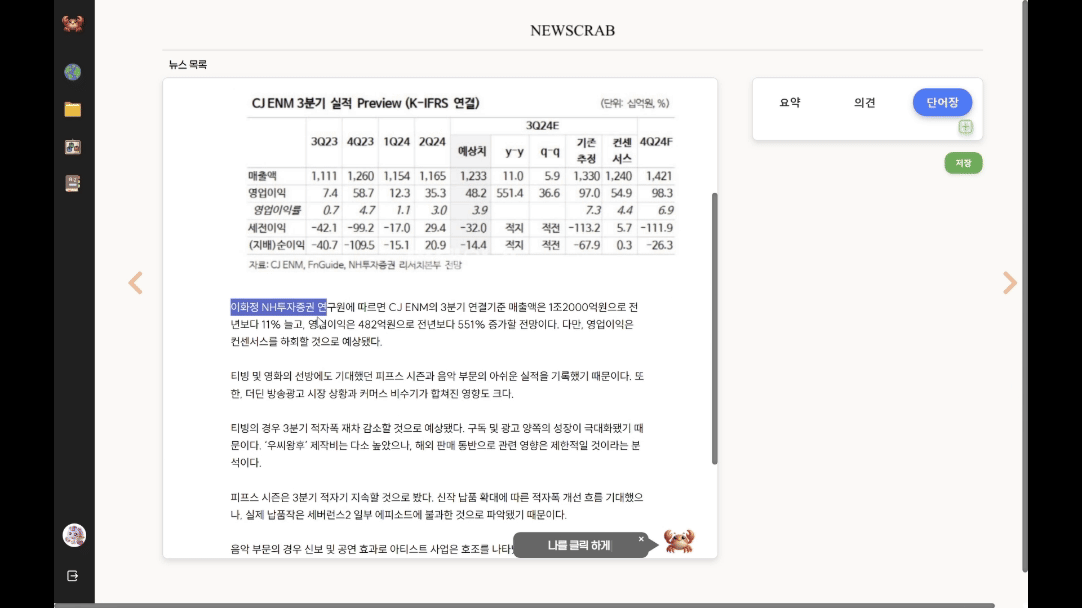 NEWSCRAB
뉴스 목록
CJ ENM 3분기 실적 Preview (K-IFRS 연결)
(단위: 십억원, %)
3Q23 4Q23 1Q24 2Q24 3Q24E 4Q24F
예상치 y-y q-q 기존 추정 컨센 서스
매출액 1,111 1,260 1,154 1,165 1,233 11.0 5.9 1,330 1,240 1,421
영업이익 7.4 58.7 12.3 35.3 48.2 551.4 36.6 97.0 54.9 98.3
영업이익률 0.7 4.7 1.1 3.0 3.9 7.3 4.4 6.9
세전이익 -42.1 -99.2 -17.0 29.4 -32.0 적지 적전 -113.2 5.7 -111.9
(지배)순이익 -40.7 -109.5 -15.1 20.9 -14.4 적지 적전 -67.9 0.3 -26.3
자료: CJ ENM, FnGuide, NH투자증권 리서치본부 전망
이화정 NH투자증권 연구원에 따르면 CJ ENM의 3분기 연결기준 매출액은 1조2000억원으로 전
년보다 11% 늘고, 영업이익은 482억원으로 전년보다 551% 증가할 전망이다. 다만, 영업이익은
컨센서스를 하회할 것으로 예상됐다.
티빙 및 영화의 선방에도 기대했던 피프스 시즌과 음악 부문의 아쉬운 실적을 기록했기 때문이다. 또
한, 더딘 방송광고 시장 상황과 커머스 비수기가 합쳐진 영향도 크다.
티빙의 경우 3분기 적자폭 재차 감소할 것으로 예상됐다. 구독 및 광고 양쪽의 성장이 극대화됐기 때
문이다. ‘우씨왕후’ 제작비는 다소 높았으나, 해외 판매 동반으로 관련 영향은 제한적일 것이라는 분
석이다.
피프스 시즌은 3분기 적자기 지속할 것으로 봤다. 신작 납품 확대에 따른 적자폭 개선 흐름 기대했으
나, 실제 납품작은 세버런스2 일부 에피소드에 불과한 것으로 파악됐기 때문이다.
음악 부문의 경우 신보 및 공연 효과로 아티스트 사업은 호조를
나를 클릭 하게
×
요약 의견 단어장
저장